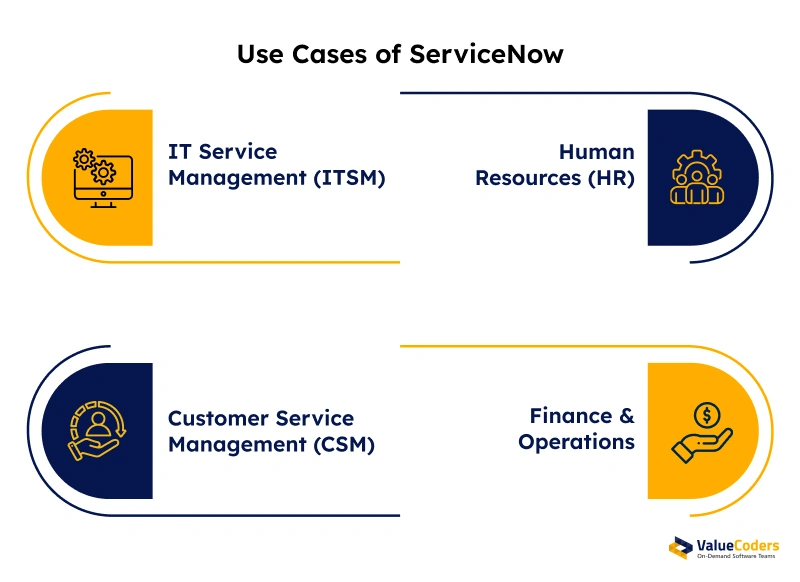 Use Cases of ServiceNow
IT Service
Management (ITSM)
Human
Resources (HR)
Customer Service
Management (CSM)
Finance &
Operations
$
ValueCoders
On-Demand Software Teams